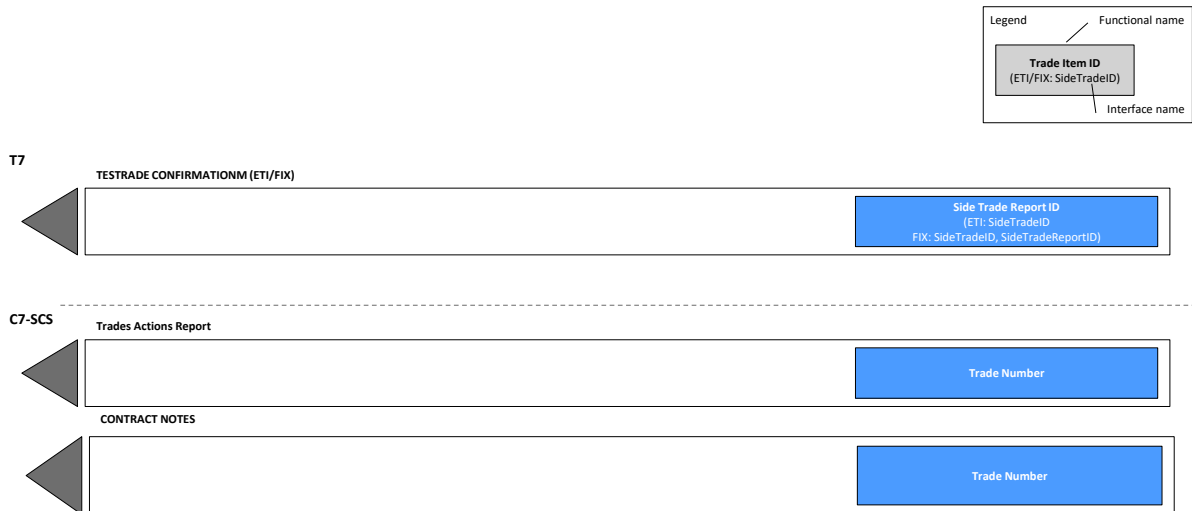 Legend
Functional name
Trade Item ID
(ETI/FIX: SideTradeID)
Interface name
T7
TESTRADE CONFIRMATIONM (ETI/FIX)
Side Trade Report ID
(ETI: SideTradeID
FIX: SideTradeID, SideTradeReportID)
C7-SCS
Trades Actions Report
Trade Number
CONTRACT NOTES
Trade Number